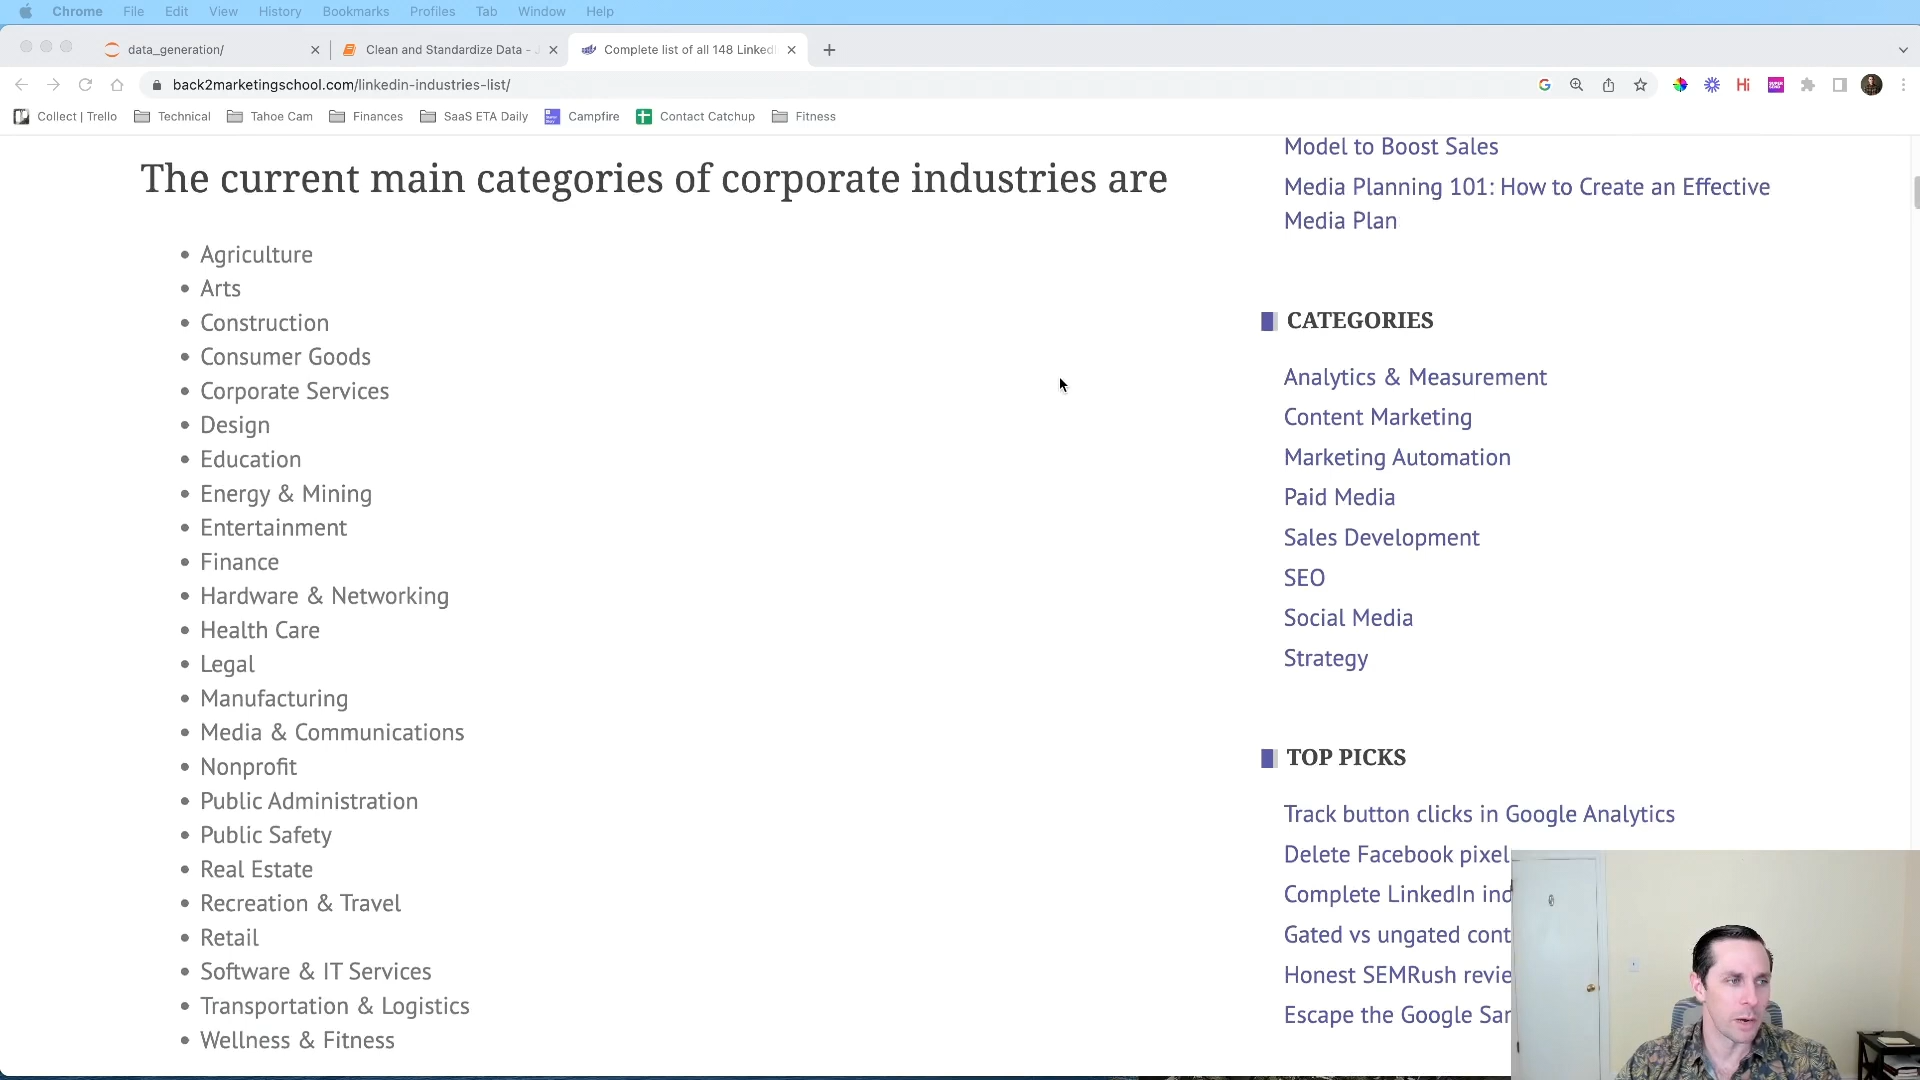 Chrome File Edit View History Bookmarks Profiles Tab Window Help
data_generation/
Clean and Standardize Data -
Complete list of all 148 Linked
back2marketingschool.com/linkedin-industries-list/
Hi
Collect | Trello
Technical
Tahoe Cam
Finances
SaaS ETA Daily
Campfire
Contact Catchup
Fitness
The current main categories of corporate industries are
• Agriculture
• Arts
• Construction
• Consumer Goods
• Corporate Services
• Design
• Education
• Energy & Mining
• Entertainment
• Finance
• Hardware & Networking
• Health Care
• Legal
• Manufacturing
• Media & Communications
• Nonprofit
• Public Administration
• Public Safety
• Real Estate
• Recreation & Travel
• Retail
• Software & IT Services
• Transportation & Logistics
• Wellness & Fitness
Model to Boost Sales
Media Planning 101: How to Create an Effective
Media Plan
CATEGORIES
Analytics & Measurement
Content Marketing
Marketing Automation
Paid Media
Sales Development
SEO
Social Media
Strategy
TOP PICKS
Track button clicks in Google Analytics
Delete Facebook pixel
Complete LinkedIn ind
Gated vs ungated cont
Honest SEMRush revie
Escape the Google San